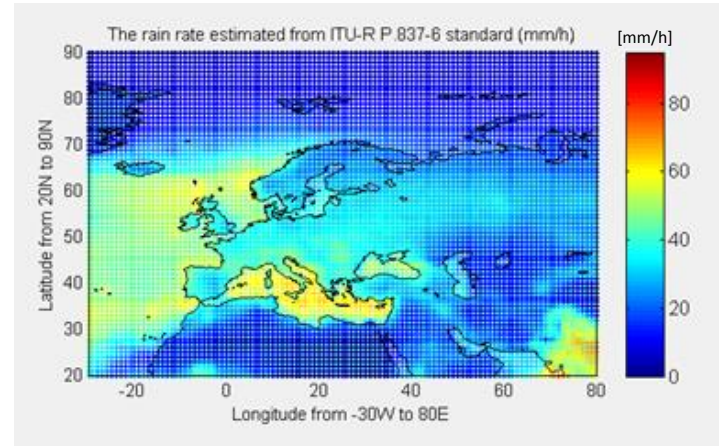 The rain rate estimated from ITU-R P.837-6 standard (mm/h)
[mm/h]
90
80
70
60
50
40
30
20
-20 0 20 40 60 80
Latitude from 20N to 90N
Longitude from -30W to 80E
80
60
40
20
0